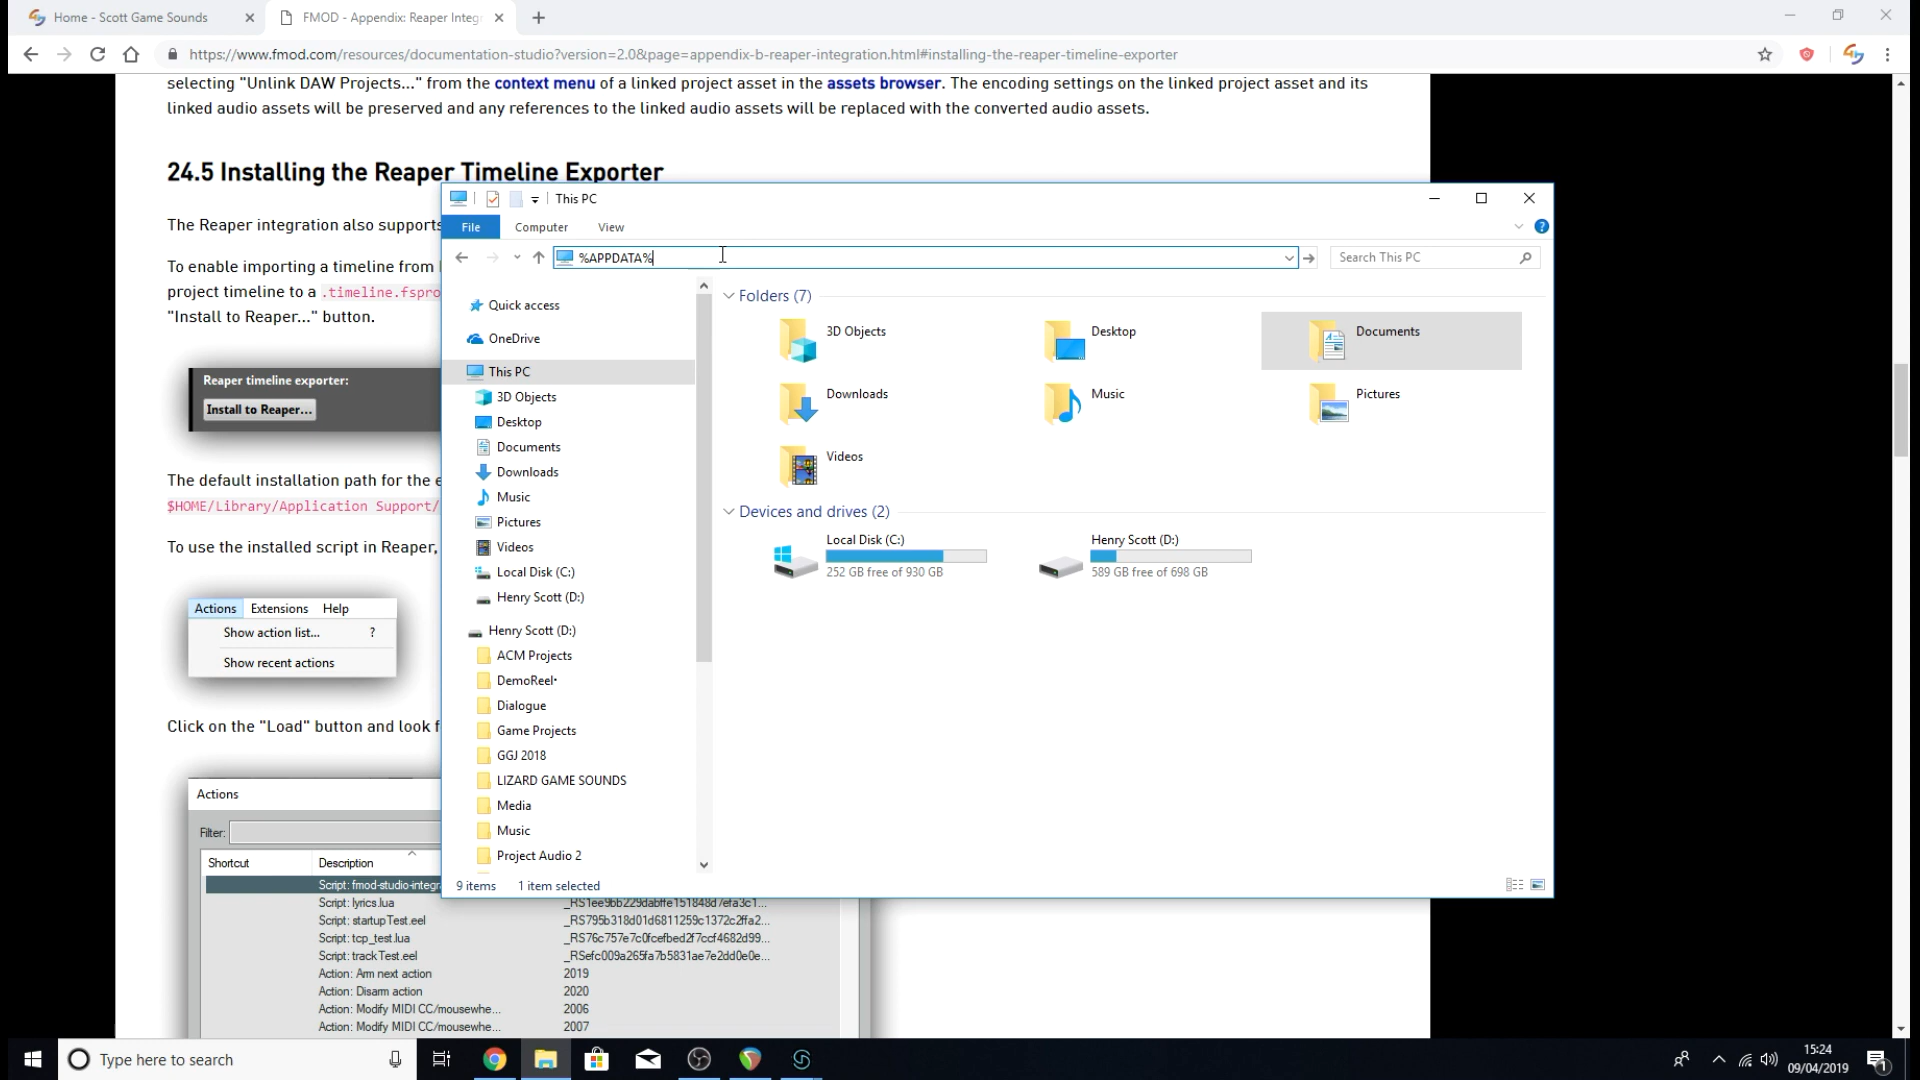 Home - Scott Game Sounds
FMOD - Appendix: Reaper Integr
https://www.fmod.com/resources/documentation-studio?version=2.0&page=appendix-b-reaper-integration.html#installing-the-reaper-timeline-exporter
selecting "Unlink DAW Projects..." from the context menu of a linked project asset in the assets browser. The encoding settings on the linked project asset and its
linked audio assets will be preserved and any references to the linked audio assets will be replaced with the converted audio assets.
24.5 Installing the Reaper Timeline Exporter
The Reaper integration also supports
To enable importing a timeline from
project timeline to a .timeline.fspro
"Install to Reaper..." button.
Reaper timeline exporter:
Install to Reaper...
The default installation path for the e
$HOME/Library/Application Support/
To use the installed script in Reaper,
Actions Extensions Help
Show action list... ?
Show recent actions
Click on the "Load" button and look f
Actions
Filter:
Shortcut Description
Script: fmod-studio-integra
Script: lyrics.lua
Script: startupTest.eel _RS795b318d01d6811259c1372c2ffa2...
Script: tcp_test.lua _RS76c757e7c0fcefbed2f7ccf4682d99...
Script: trackTest.eel _RSefc009a265fa7b5831ae7e2dd0e0e...
Action: Arm next action 2019
Action: Disarm action 2020
Action: Modify MIDI CC/mousewhe... 2006
Action: Modify MIDI CC/mousewhe... 2007
This PC
File Computer View
%APPDATA%
Search This PC
Quick access
OneDrive
This PC
3D Objects
Desktop
Documents
Downloads
Music
Pictures
Videos
Local Disk (C:)
Henry Scott (D:)
Henry Scott (D:)
ACM Projects
DemoReel
Dialogue
Game Projects
GGJ 2018
LIZARD GAME SOUNDS
Media
Music
Project Audio 2
Folders (7)
3D Objects Desktop Documents
Downloads Music Pictures
Videos
Devices and drives (2)
Local Disk (C:) Henry Scott (D:)
252 GB free of 930 GB 589 GB free of 698 GB
9 items 1 item selected
Type here to search
15:24
09/04/2019
1